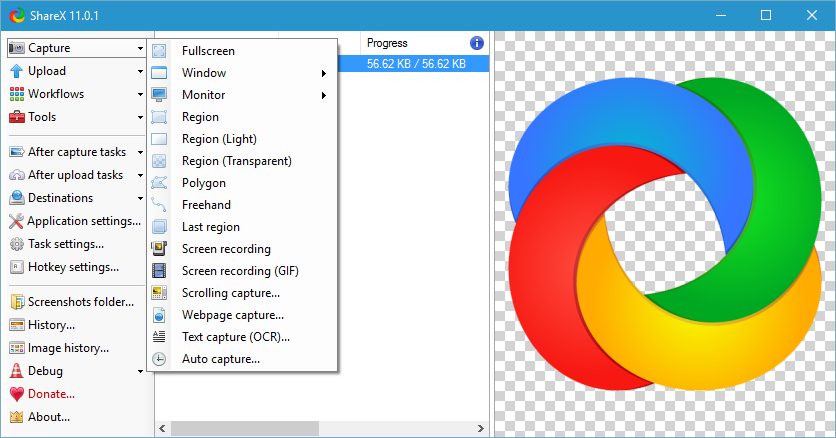 ShareX 11.0.1
Capture
Upload
Workflows
Tools
After capture tasks
After upload tasks
Destinations
Application settings...
Task settings...
Hotkey settings...
Screenshots folder...
History...
Image history...
Debug
Donate...
About...
Fullscreen
Window
Monitor
Region
Region (Light)
Region (Transparent)
Polygon
Freehand
Last region
Screen recording
Screen recording (GIF)
Scrolling capture...
Webpage capture...
Text capture (OCR)...
Auto capture...
Progress
56.62 KB / 56.62 KB